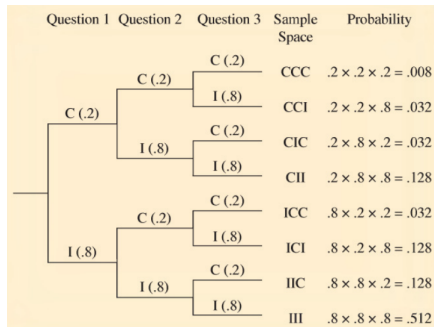 Question 1 Question 2 Question 3 Sample Space Probability
C (.2)
C (.2) CCC .2 × .2 × .2 = .008
I (.8)
CCI .2 × .2 × .8 = .032
C (.2)
C (.2)
I (.8) CIC .2 × .8 × .2 = .032
I (.8)
CII .2 × .8 × .8 = .128
C (.2)
C (.2) ICC .8 × .2 × .2 = .032
I (.8)
I (.8) ICI .8 × .2 × .8 = .128
C (.2)
I (.8) IIC .8 × .8 × .2 = .128
I (.8)
III .8 × .8 × .8 = .512